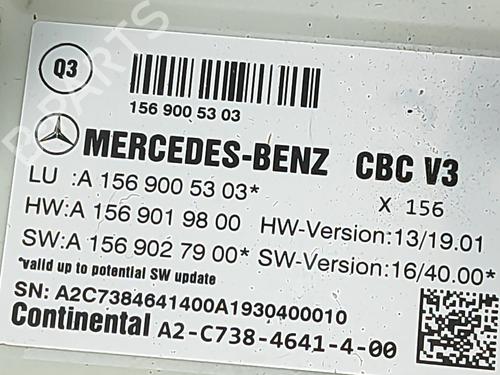 Q3
156 900 53 03
MERCEDES-BENZ CBC V3
LU :A 156 900 53 03* X 156
HW:A 156 901 98 00 HW-Version:13/19.01
SW:A 156 902 79 00* SW-Version:16/40.00*
*valid up to potential SW update
SN: A2C7384641400A1930400010
Continental A2-C738-4641-4-00
B-PARTS